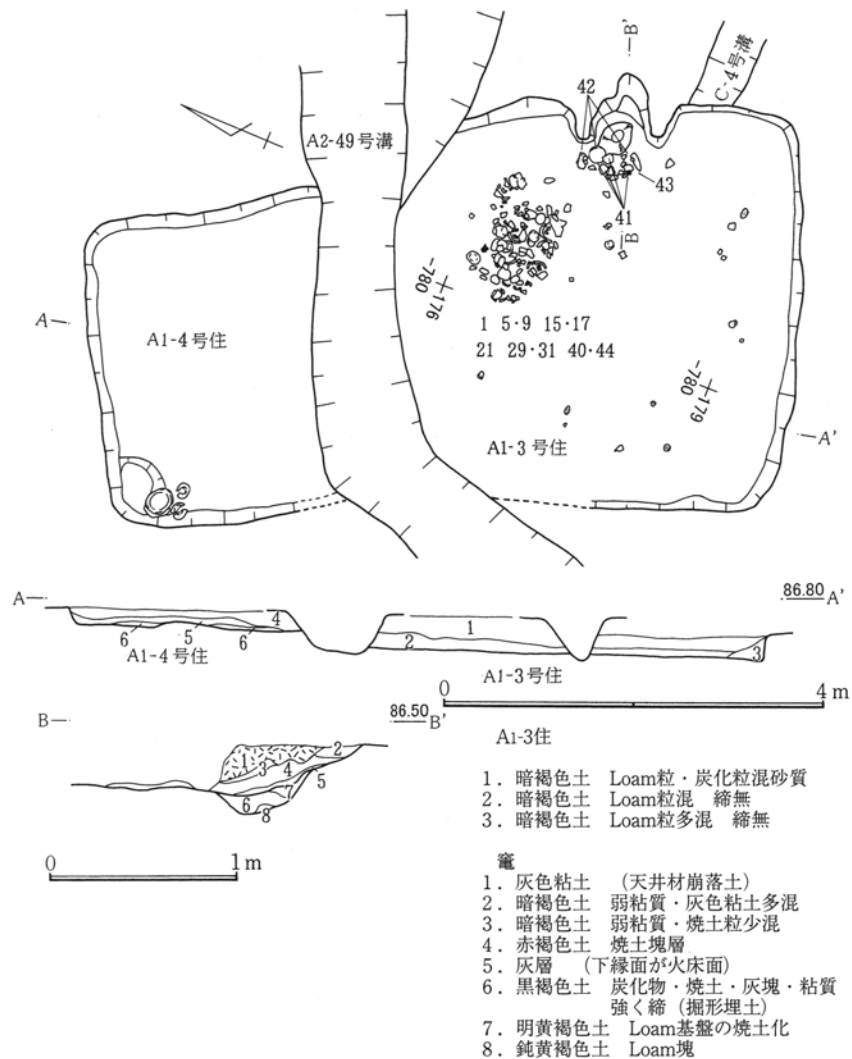 B'
42
C-4号溝
A2-49号溝
43
41
B
-780
+176
A
A1-4号住
1 5・9 15・17
21 29・31 40・44
-780
+179
A1-3号住
A'
A
86.80
A'
4
1
6 5 6
2
3
A1-4号住
A1-3号住
0 4m
B
86.50
B'
1 2
3 4
5
7
6
8
0 1m
A1-3住
1. 暗褐色土 Loam粒・炭化粒混砂質
2. 暗褐色土 Loam粒混 締無
3. 暗褐色土 Loam粒多混 締無
竈
1. 灰色粘土 (天井材崩落土)
2. 暗褐色土 弱粘質・灰色粘土多混
3. 暗褐色土 弱粘質・焼土粒少混
4. 赤褐色土 焼土塊層
5. 灰層 (下縁面が火床面)
6. 黒褐色土 炭化物・焼土・灰塊・粘質
強く締(掘形埋土)
7. 明黄褐色土 Loam基盤の焼土化
8. 鈍黄褐色土 Loam塊